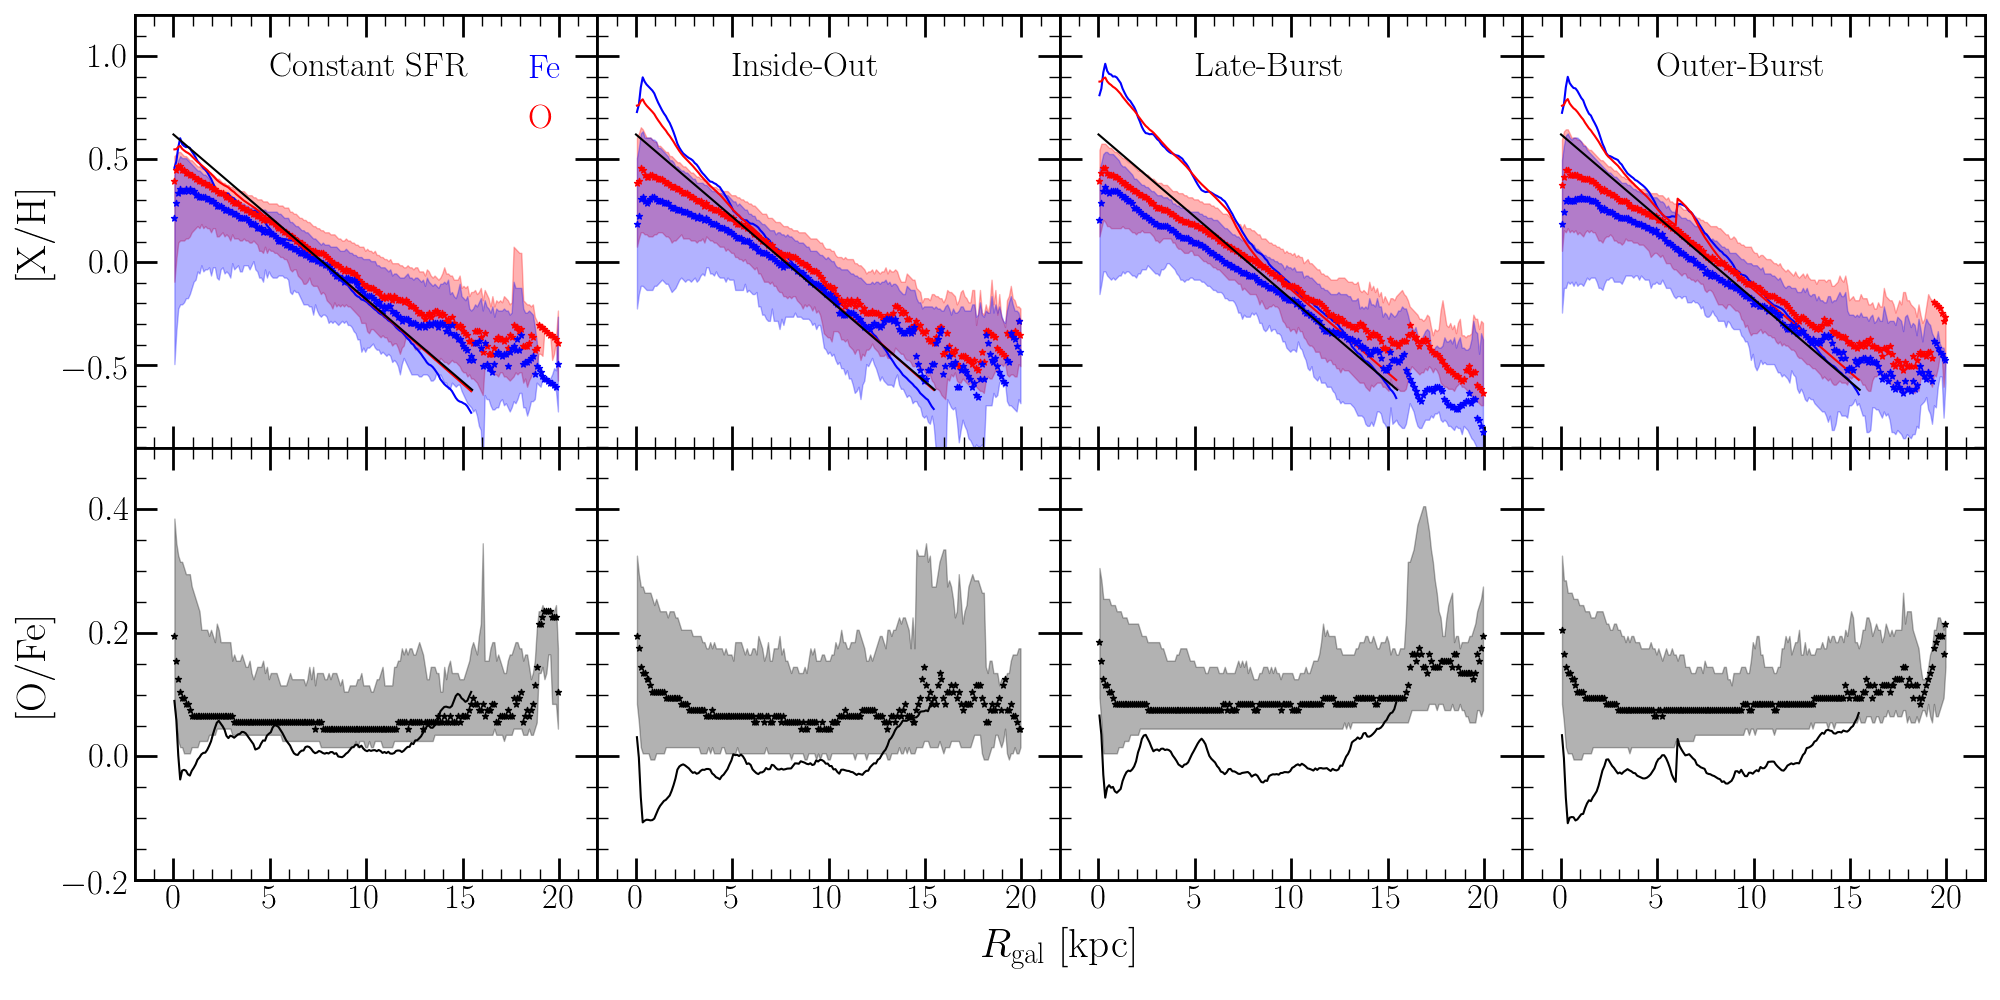 Constant SFR
Fe
O
Inside-Out
Late-Burst
Outer-Burst
1.0
0.5
0.0
−0.5
[X/H]
0.4
0.2
0.0
−0.2
[O/Fe]
0 5 10 15 20
0 5 10 15 20
0 5 10 15 20
0 5 10 15 20
R_gal [kpc]